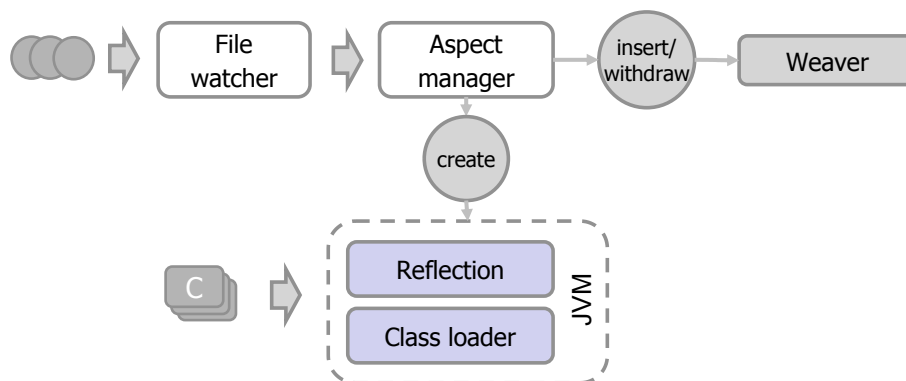 File
watcher
Aspect
manager
insert/
withdraw
Weaver
create
Reflection
JVM
C
Class loader